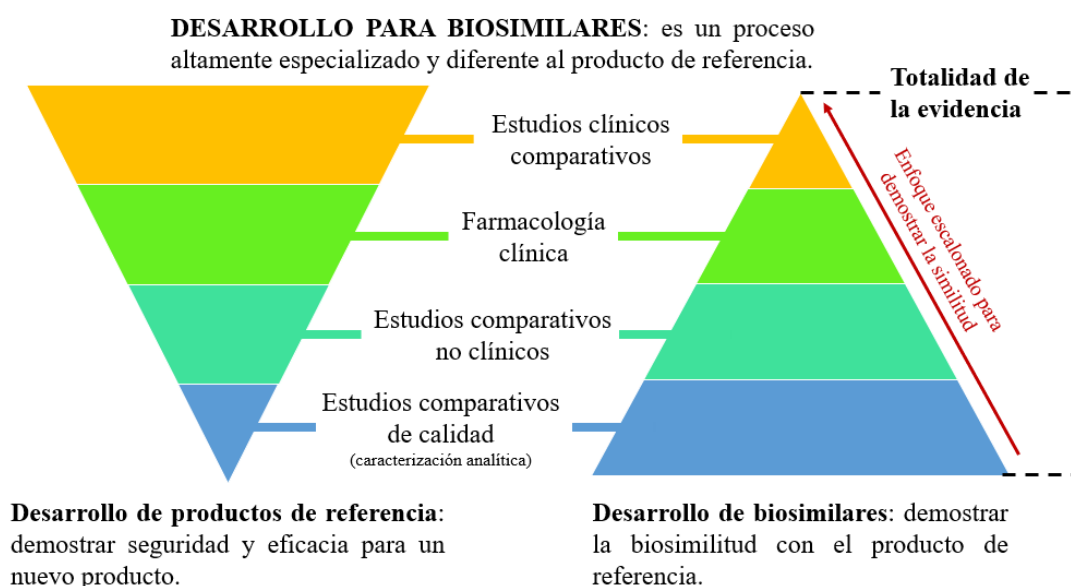 DESARROLLO PARA BIOSIMILARES: es un proceso
altamente especializado y diferente al producto de referencia.
Totalidad de
la evidencia
Estudios clínicos
comparativos
Enfoque escalonado para
demostrar la similitud
Farmacología
clínica
Estudios comparativos
no clínicos
Estudios comparativos
de calidad
(caracterización analítica)
Desarrollo de productos de referencia:
demostrar seguridad y eficacia para un
nuevo producto.
Desarrollo de biosimilares: demostrar
la biosimilitud con el producto de
referencia.